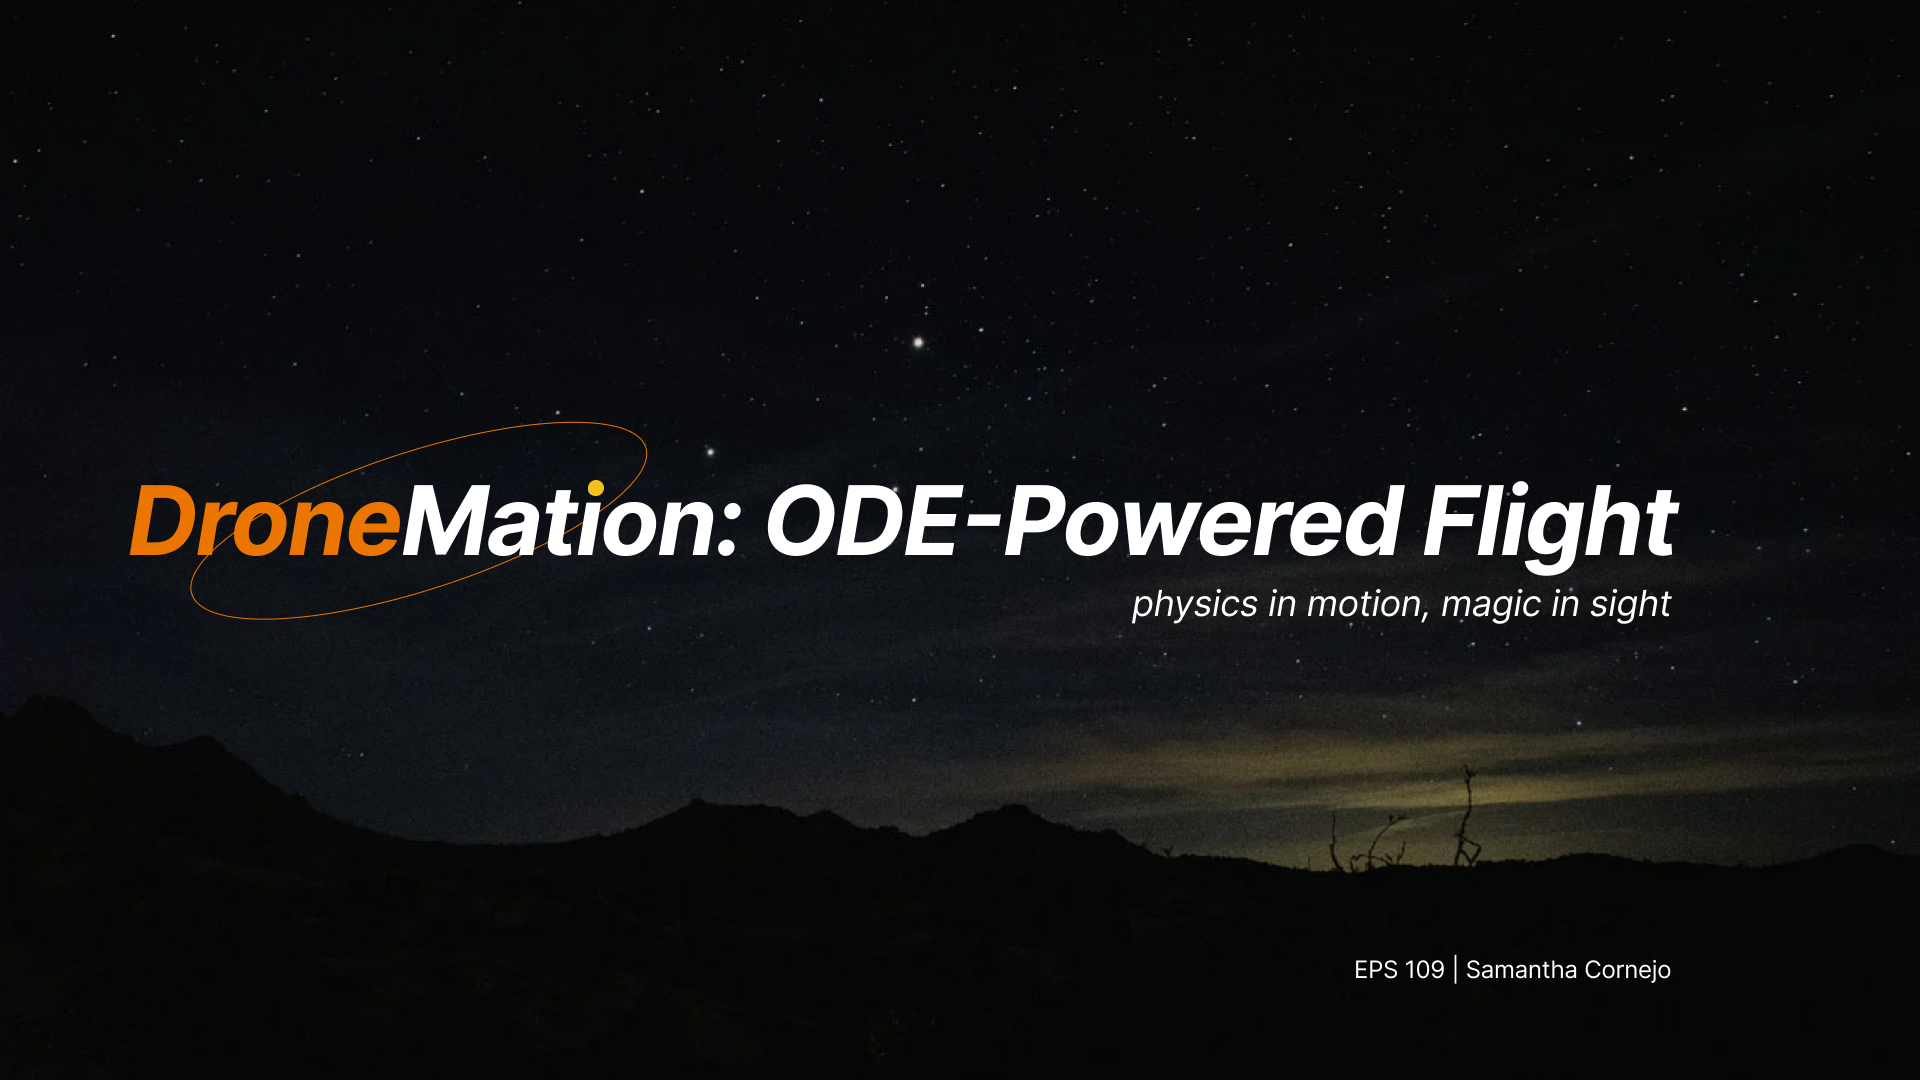 DroneMation: ODE-Powered Flight
physics in motion, magic in sight
EPS 109 | Samantha Cornejo